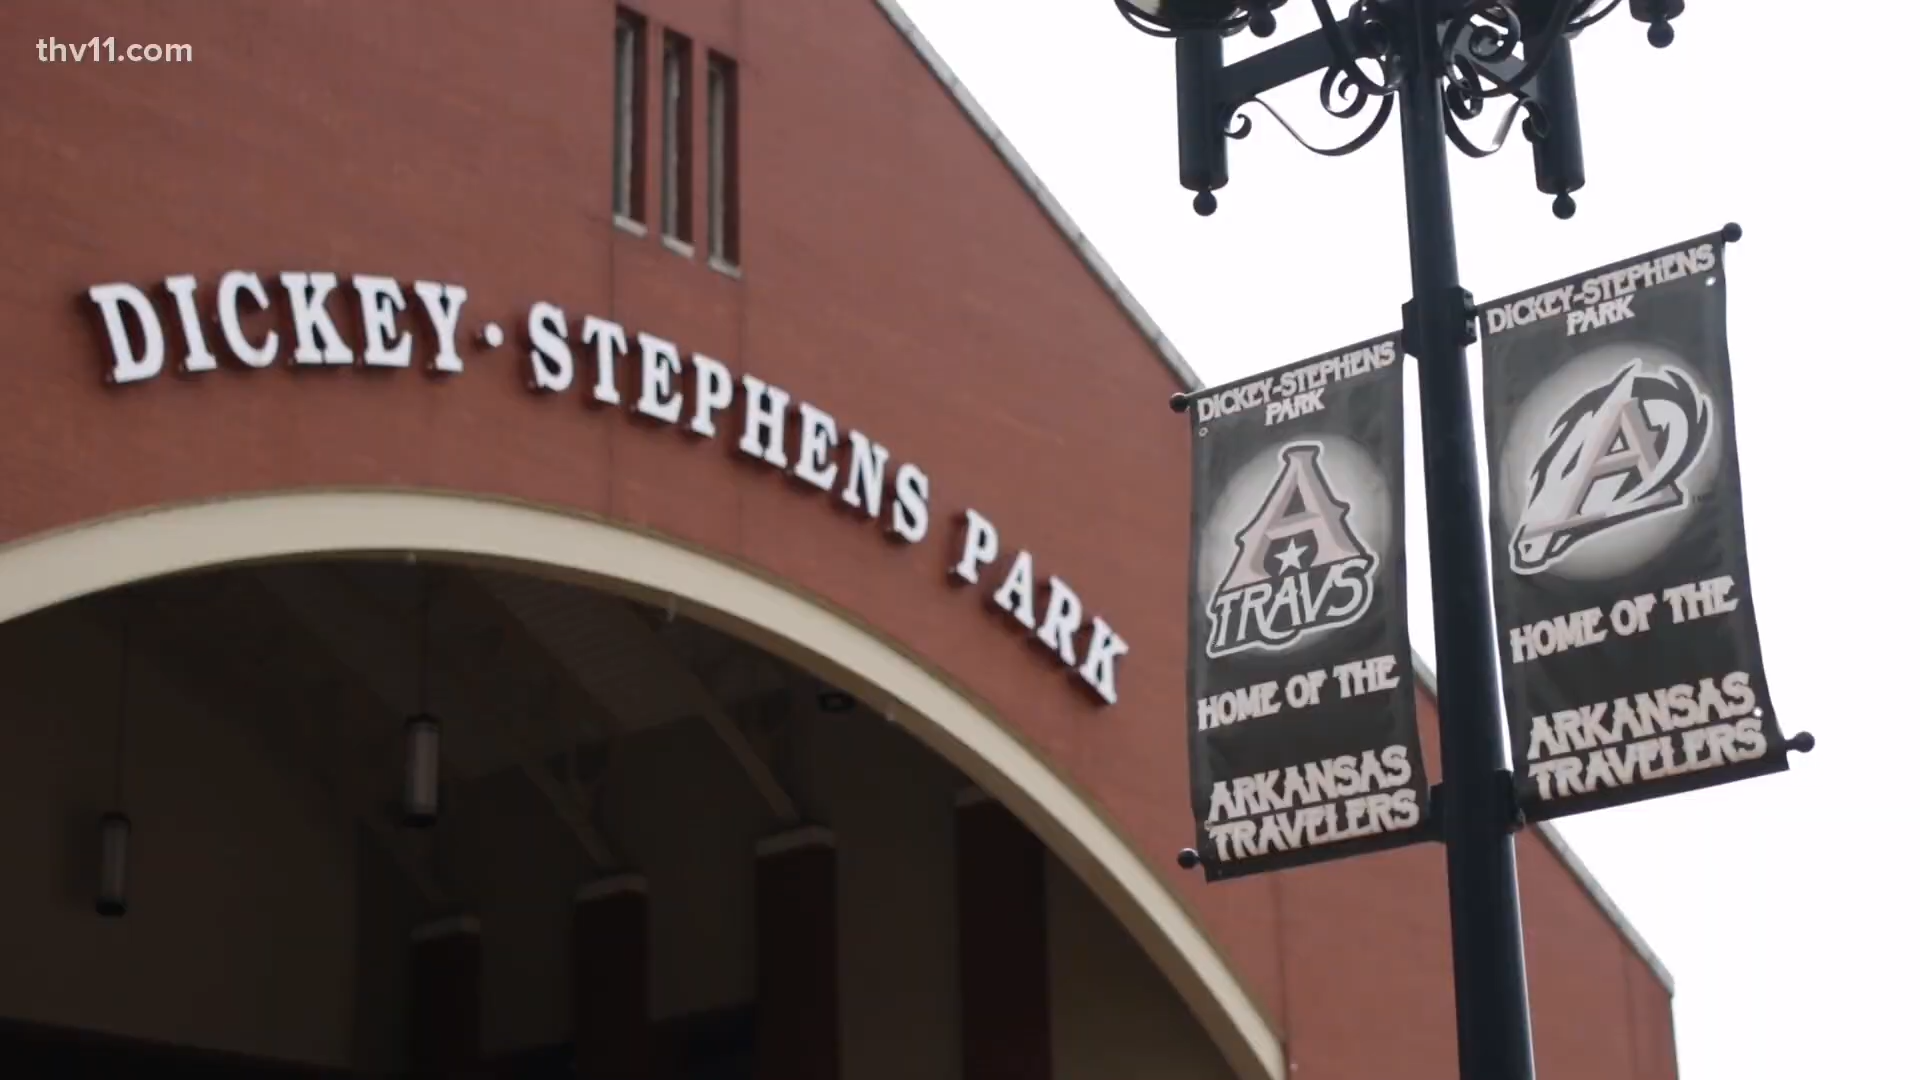 thv11.com
DICKEY·STEPHENS PARK
DICKEY-STEPHENS
PARK
A
TRAVS
HOME OF THE
ARKANSAS
TRAVELERS
DICKEY-STEPHENS
PARK
A
HOME OF THE
ARKANSAS
TRAVELERS